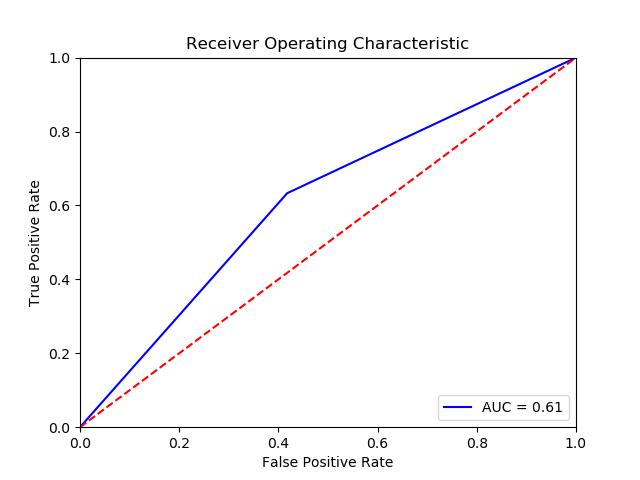 Receiver Operating Characteristic
True Positive Rate
1.0
0.8
0.6
0.4
0.2
0.0
AUC = 0.61
0.0 0.2 0.4 0.6 0.8 1.0
False Positive Rate